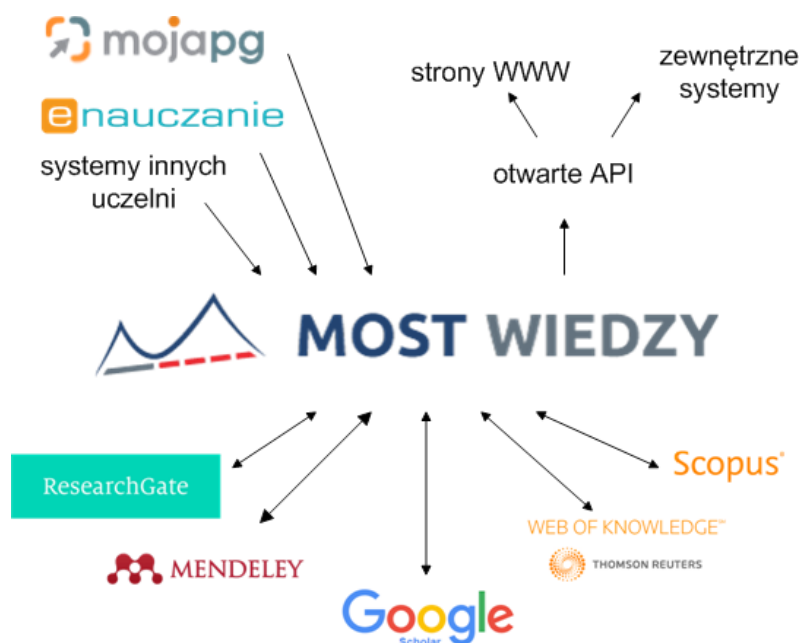 mojapg
enauczanie
systemy innych
uczelni
strony WWW
zewnętrzne
systemy
otwarte API
MOST WIEDZY
ResearchGate
MENDELEY
Google
Scholar
WEB OF KNOWLEDGE℠
THOMSON REUTERS
Scopus®